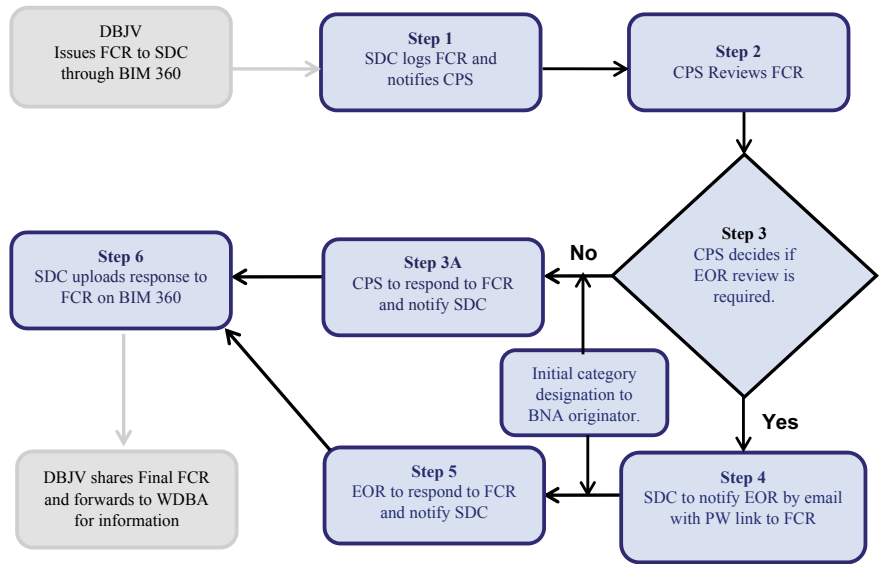 DBJV
Issues FCR to SDC
through BIM 360
Step 1
SDC logs FCR and
notifies CPS
Step 2
CPS Reviews FCR
Step 3
CPS decides if
EOR review is
required.
No
Step 3A
CPS to respond to FCR
and notify SDC
Step 6
SDC uploads response to
FCR on BIM 360
Initial category
designation to
BNA originator.
Yes
Step 4
SDC to notify EOR by email
with PW link to FCR
Step 5
EOR to respond to FCR
and notify SDC
DBJV shares Final FCR
and forwards to WDBA
for information